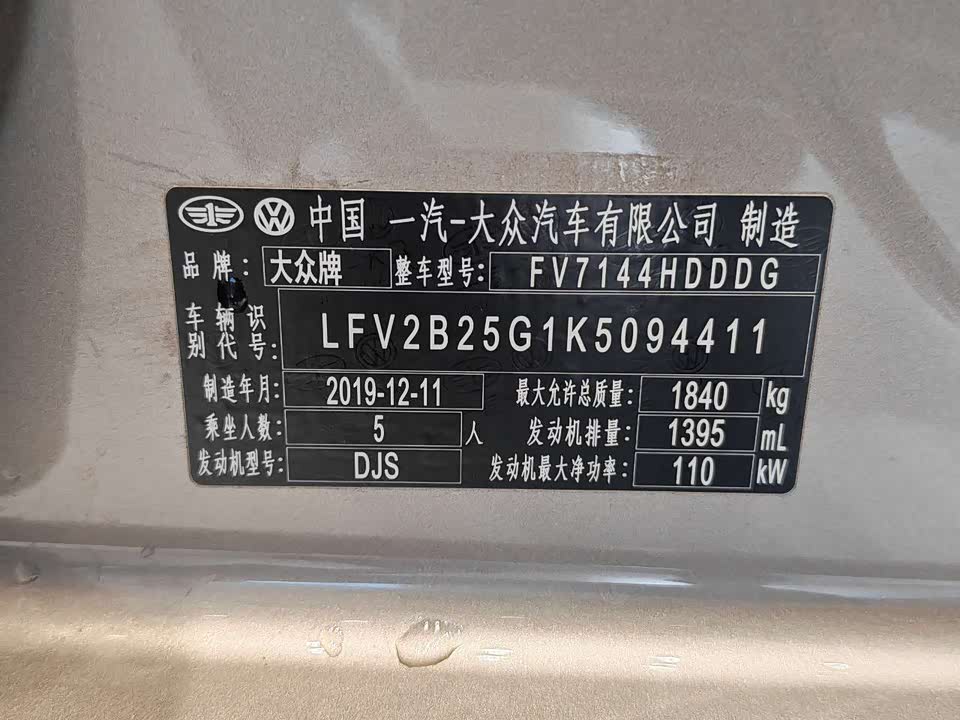 中国 一汽-大众汽车有限公司 制造
品牌: 大众牌 整车型号: FV7144HDDDG
车辆识别代号: LFV2B25G1K5094411
制造年月: 2019-12-11 最大允许总质量: 1840 kg
乘坐人数: 5 人 发动机排量: 1395 mL
发动机型号: DJS 发动机最大净功率: 110 kW